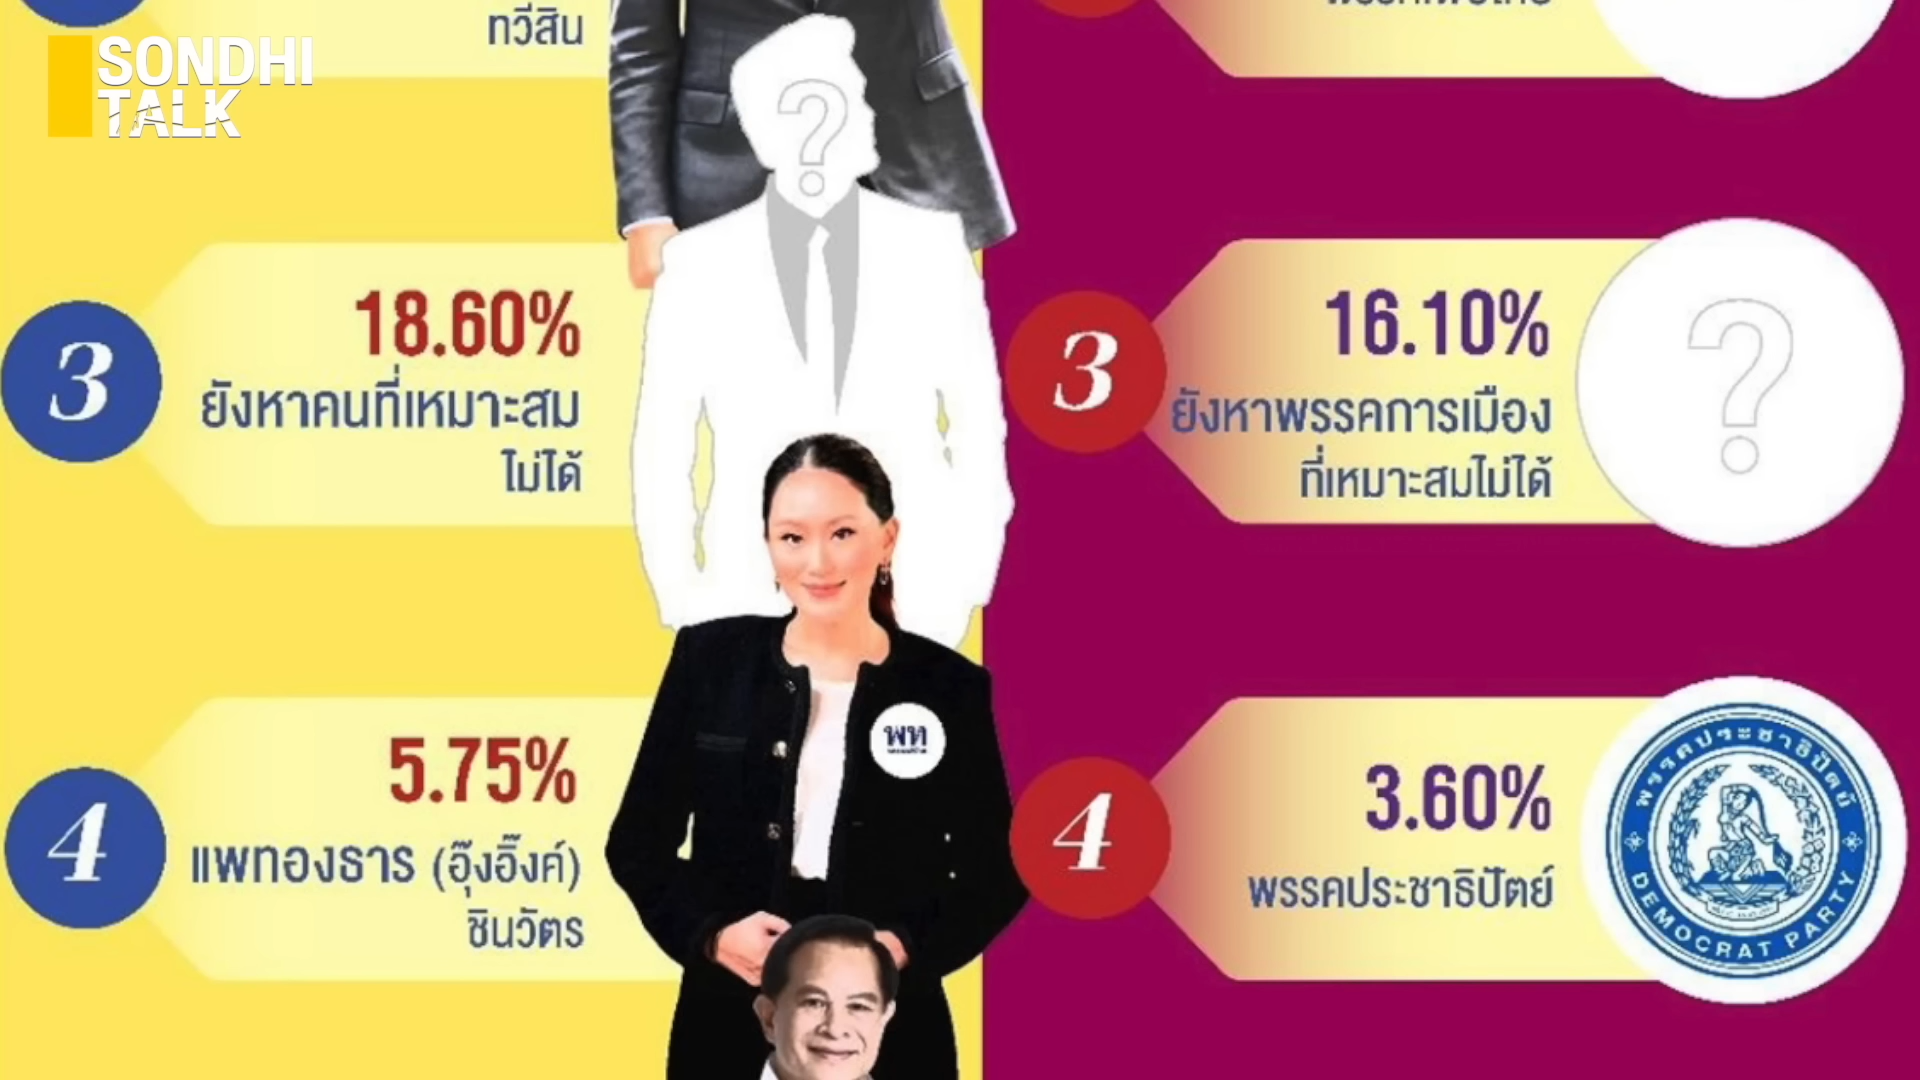 SONDHI
TALK
ทวีสิน
3
18.60%
ยังหาคนที่เหมาะสม
ไม่ได้
4
5.75%
แพทองธาร (อุ๊งอิ๊งค์)
ชินวัตร
?
พท
3
16.10%
ยังหาพรรคการเมือง
ที่เหมาะสมไม่ได้
?
4
3.60%
พรรคประชาธิปัตย์
พรรคประชาธิปัตย์
DEMOCRAT PARTY